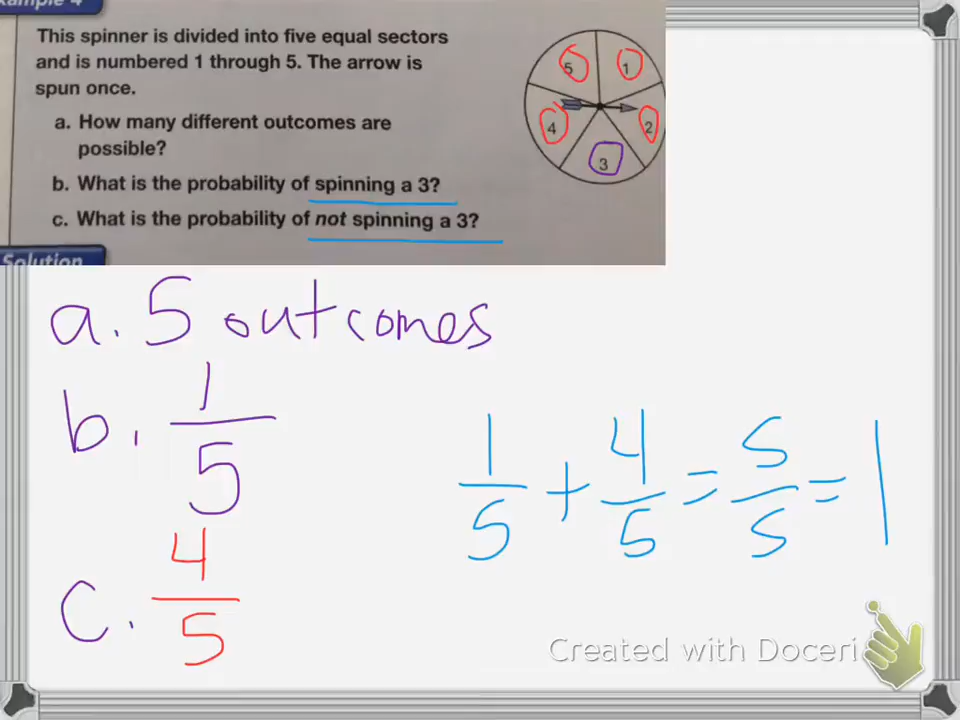 Example 4
This spinner is divided into five equal sectors
and is numbered 1 through 5. The arrow is
spun once.
a. How many different outcomes are
possible?
b. What is the probability of spinning a 3?
c. What is the probability of not spinning a 3?
Solution
5 1
4 2
3
a. 5 outcomes
b. 1/5
c. 4/5
1/5 + 4/5 = 5/5 = 1
Created with Doceri